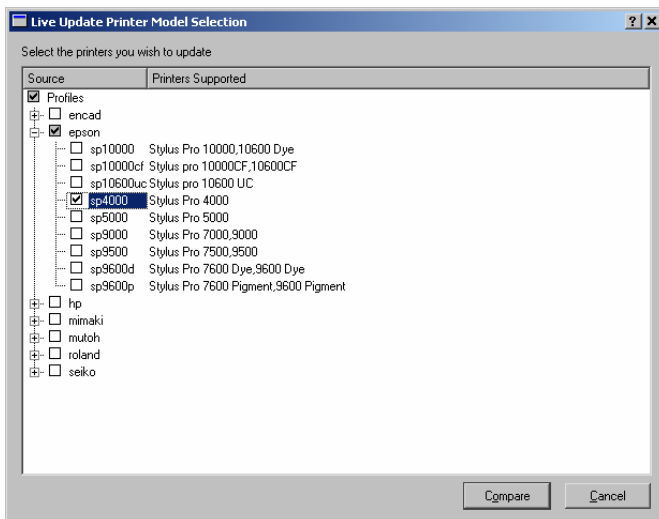 Live Update Printer Model Selection
Select the printers you wish to update
Source Printers Supported
Profiles
encad
epson
sp10000 Stylus Pro 10000,10600 Dye
sp10000cf Stylus pro 10000CF,10600CF
sp10600uc Stylus pro 10600 UC
sp4000 Stylus Pro 4000
sp5000 Stylus Pro 5000
sp9000 Stylus Pro 7000,9000
sp9500 Stylus Pro 7500,9500
sp9600d Stylus Pro 7600 Dye,9600 Dye
sp9600p Stylus Pro 7600 Pigment,9600 Pigment
hp
mimaki
mutoh
roland
seiko
Compare Cancel